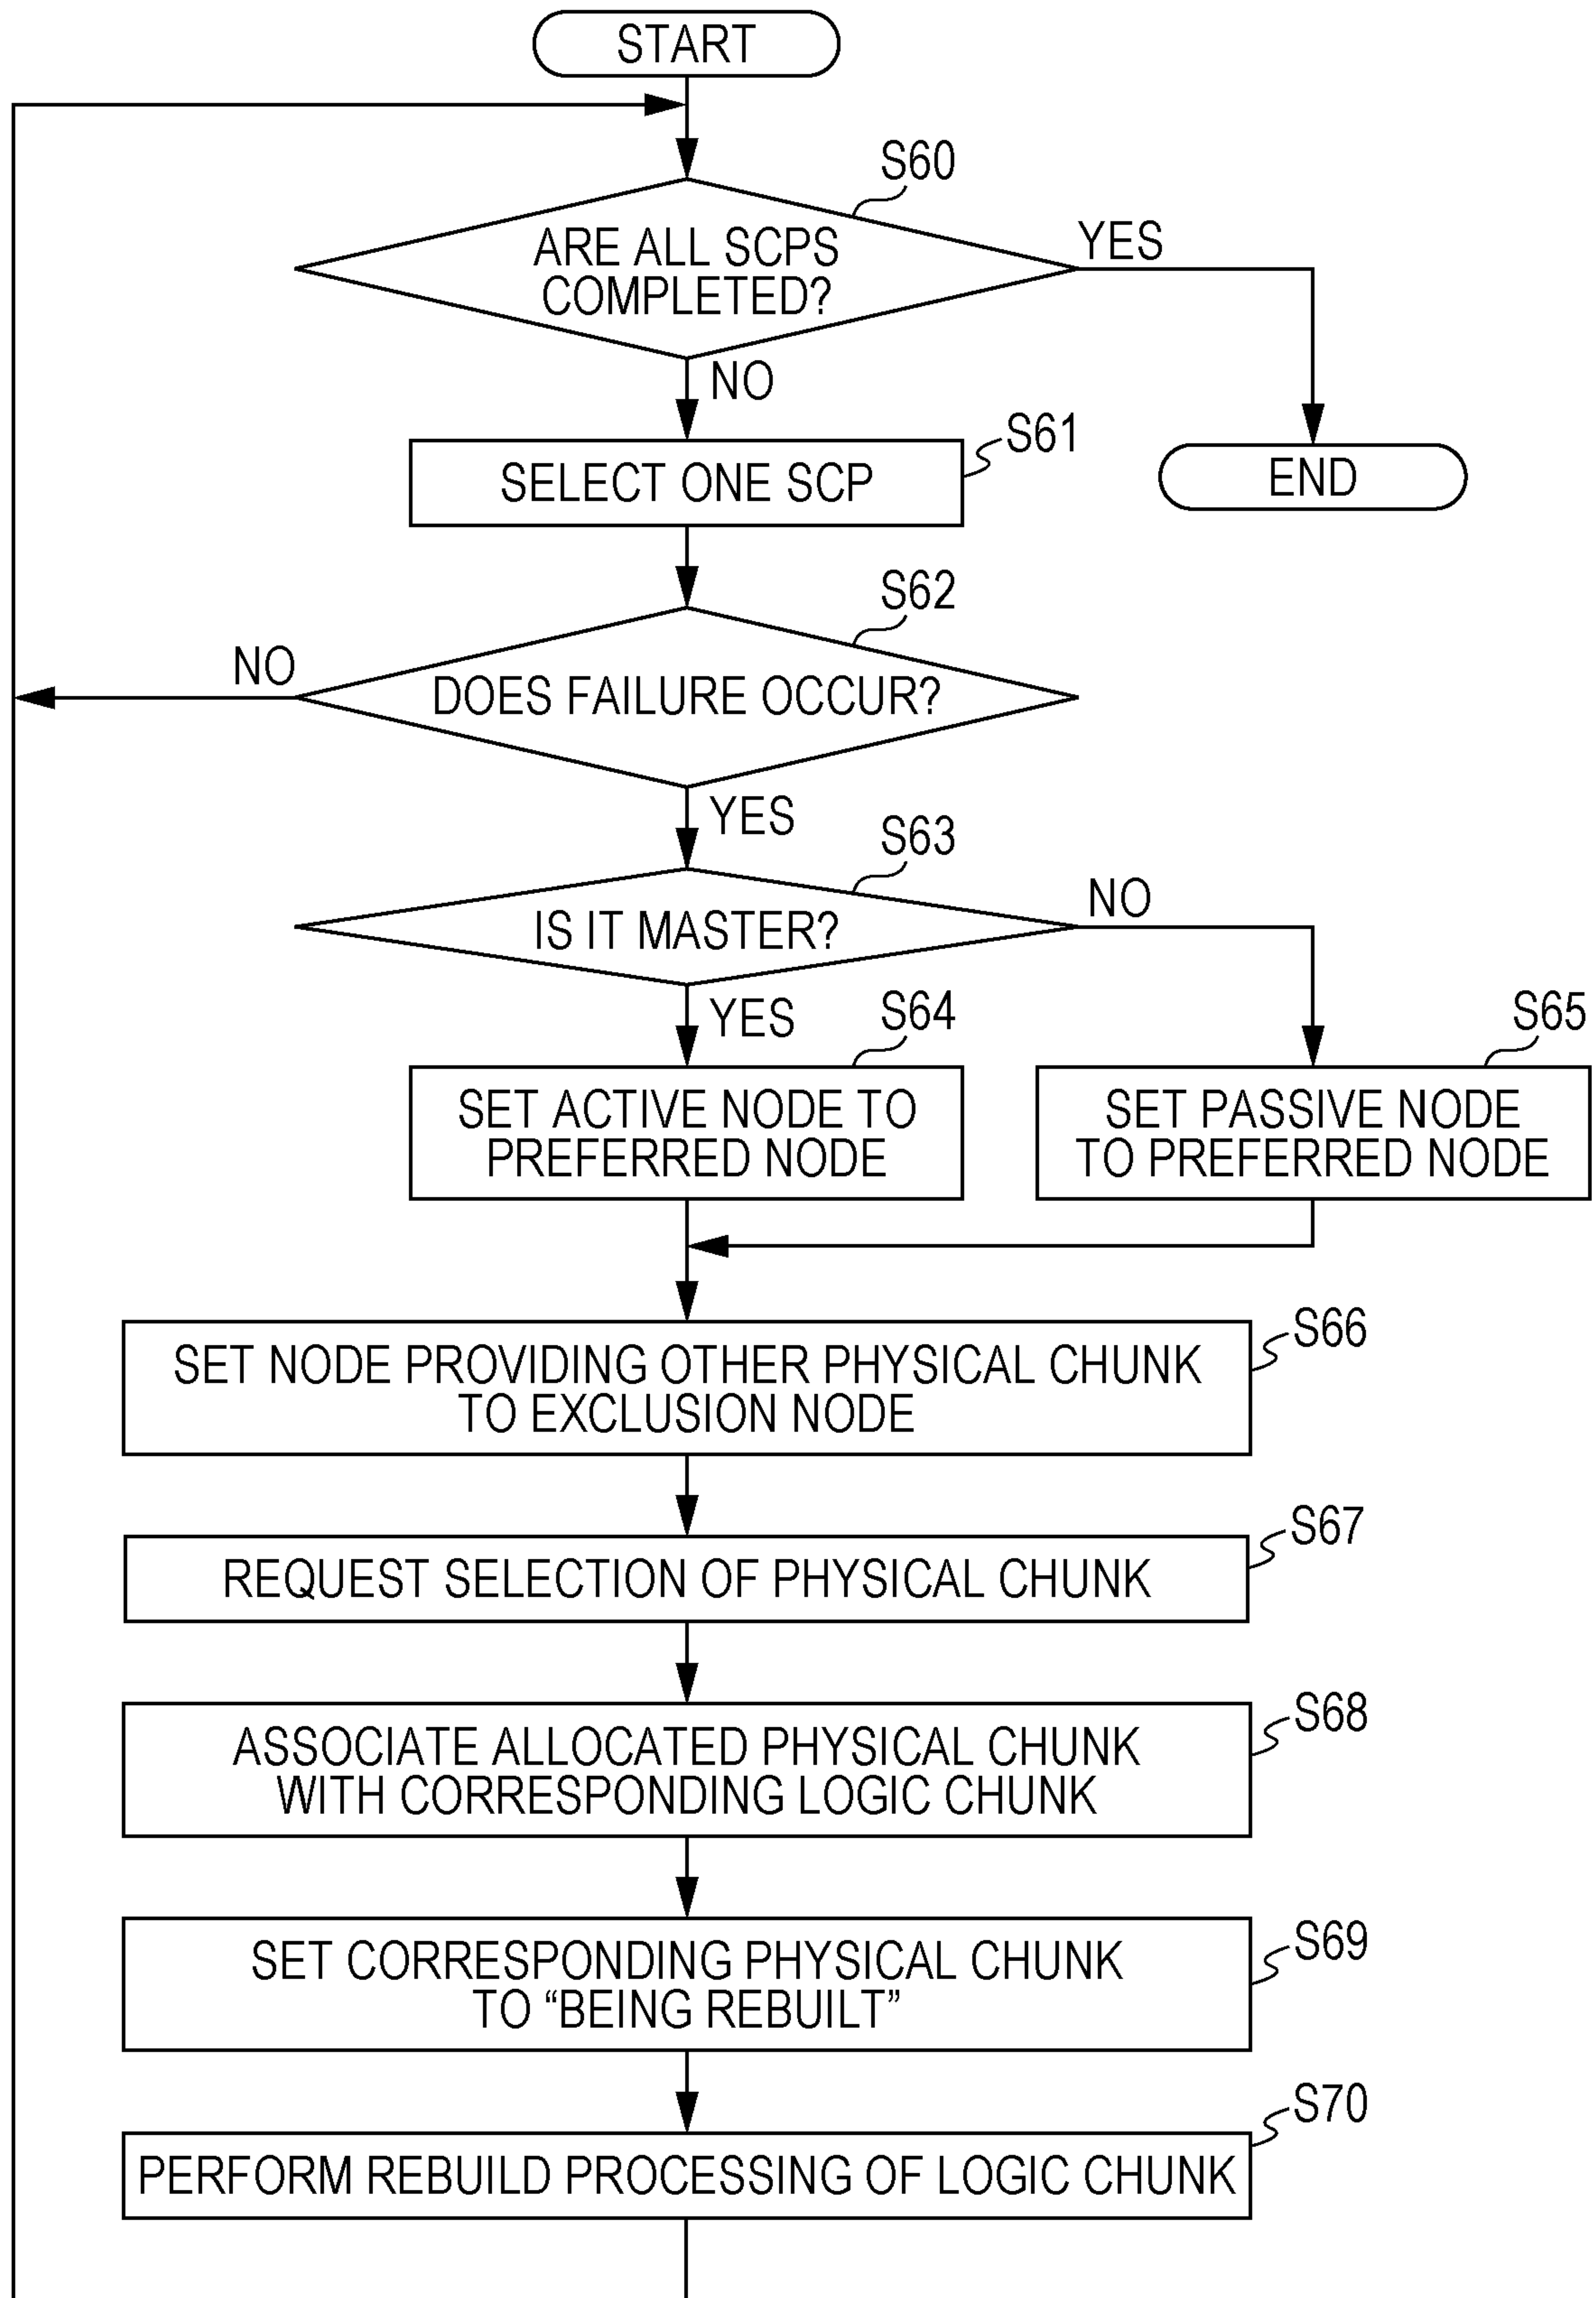 START
S60
ARE ALL SCPS
COMPLETED?
YES
NO
S61
SELECT ONE SCP
END
S62
NO
DOES FAILURE OCCUR?
YES
S63
IS IT MASTER?
NO
YES
S64
S65
SET ACTIVE NODE TO
PREFERRED NODE
SET PASSIVE NODE
TO PREFERRED NODE
S66
SET NODE PROVIDING OTHER PHYSICAL CHUNK
TO EXCLUSION NODE
S67
REQUEST SELECTION OF PHYSICAL CHUNK
S68
ASSOCIATE ALLOCATED PHYSICAL CHUNK
WITH CORRESPONDING LOGIC CHUNK
S69
SET CORRESPONDING PHYSICAL CHUNK
TO “BEING REBUILT”
S70
PERFORM REBUILD PROCESSING OF LOGIC CHUNK